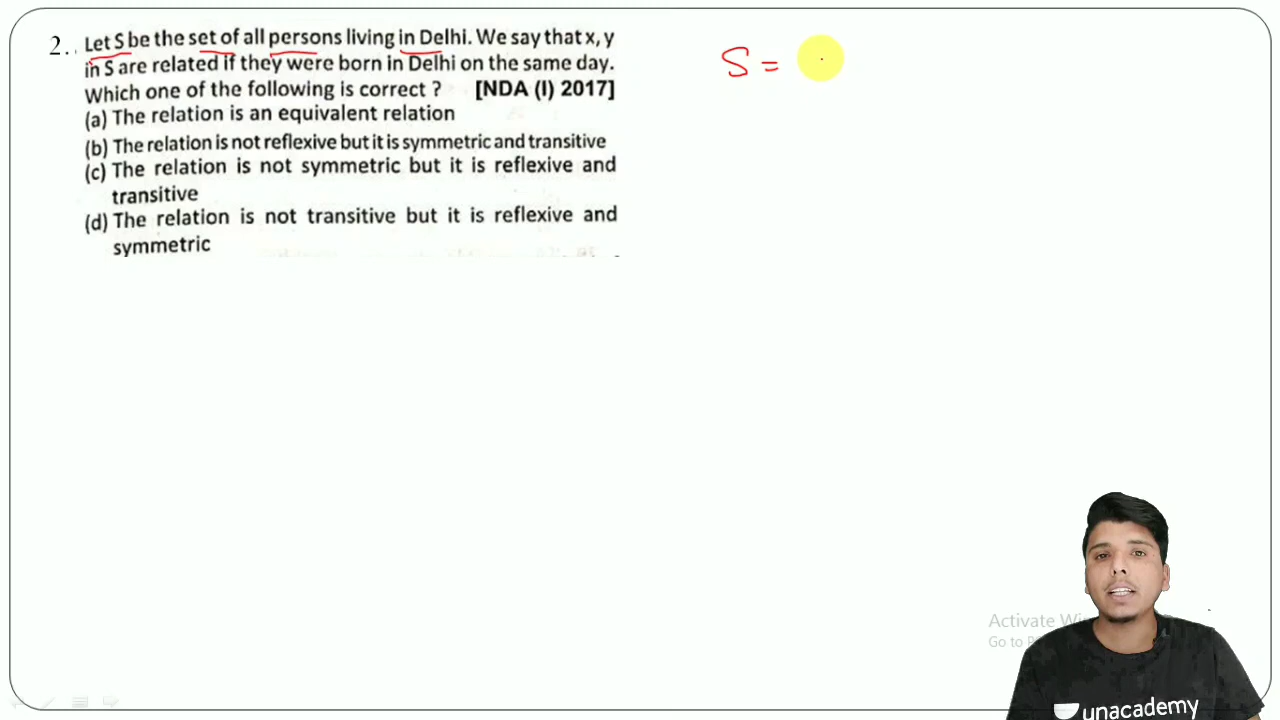 2. Let S be the set of all persons living in Delhi. We say that x, y
in S are related if they were born in Delhi on the same day.
Which one of the following is correct ? [NDA (I) 2017]
(a) The relation is an equivalent relation
(b) The relation is not reflexive but it is symmetric and transitive
(c) The relation is not symmetric but it is reflexive and
transitive
(d) The relation is not transitive but it is reflexive and
symmetric
S =
Activate
Go to
unacademy